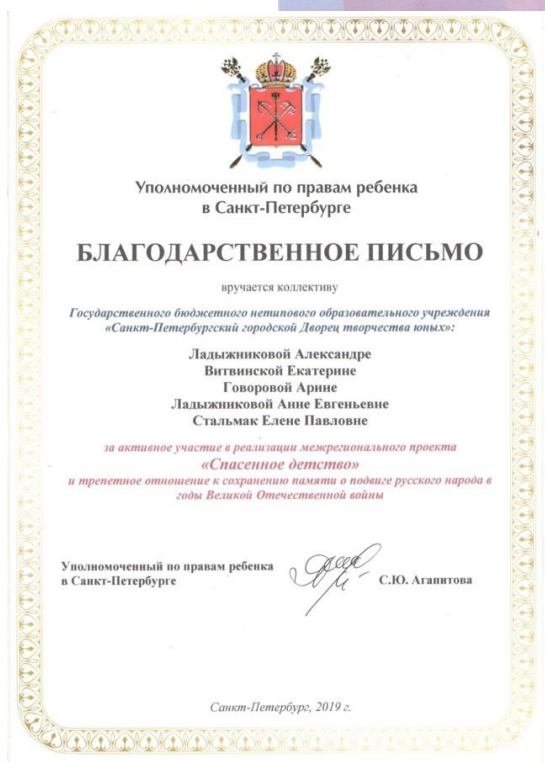 Уполномоченный по правам ребенка
в Санкт-Петербурге
БЛАГОДАРСТВЕННОЕ ПИСЬМО
вручается коллективу
Государственного бюджетного нетипового образовательного учреждения
«Санкт-Петербургский городской Дворец творчества юных»:
Ладыжниковой Александре
Витвинской Екатерине
Говоровой Арине
Ладыжниковой Анне Евгеньевне
Стальмак Елене Павловне
за активное участие в реализации межрегионального проекта
«Спасенное детство»
и трепетное отношение к сохранению памяти о подвиге русского народа в
годы Великой Отечественной войны
Уполномоченный по правам ребенка
в Санкт-Петербурге
С.Ю. Агапитова
Санкт-Петербург, 2019 г.